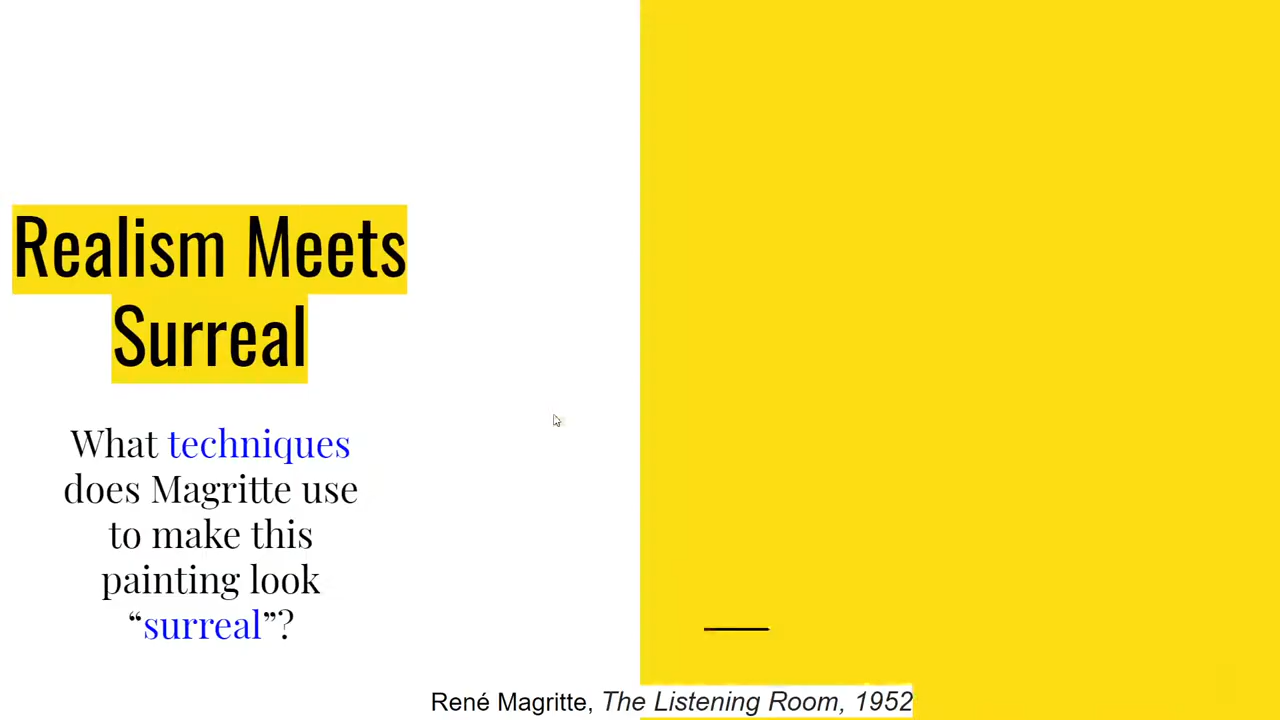 Realism Meets
Surreal
What techniques
does Magritte use
to make this
painting look
“surreal”?
René Magritte, The Listening Room, 1952